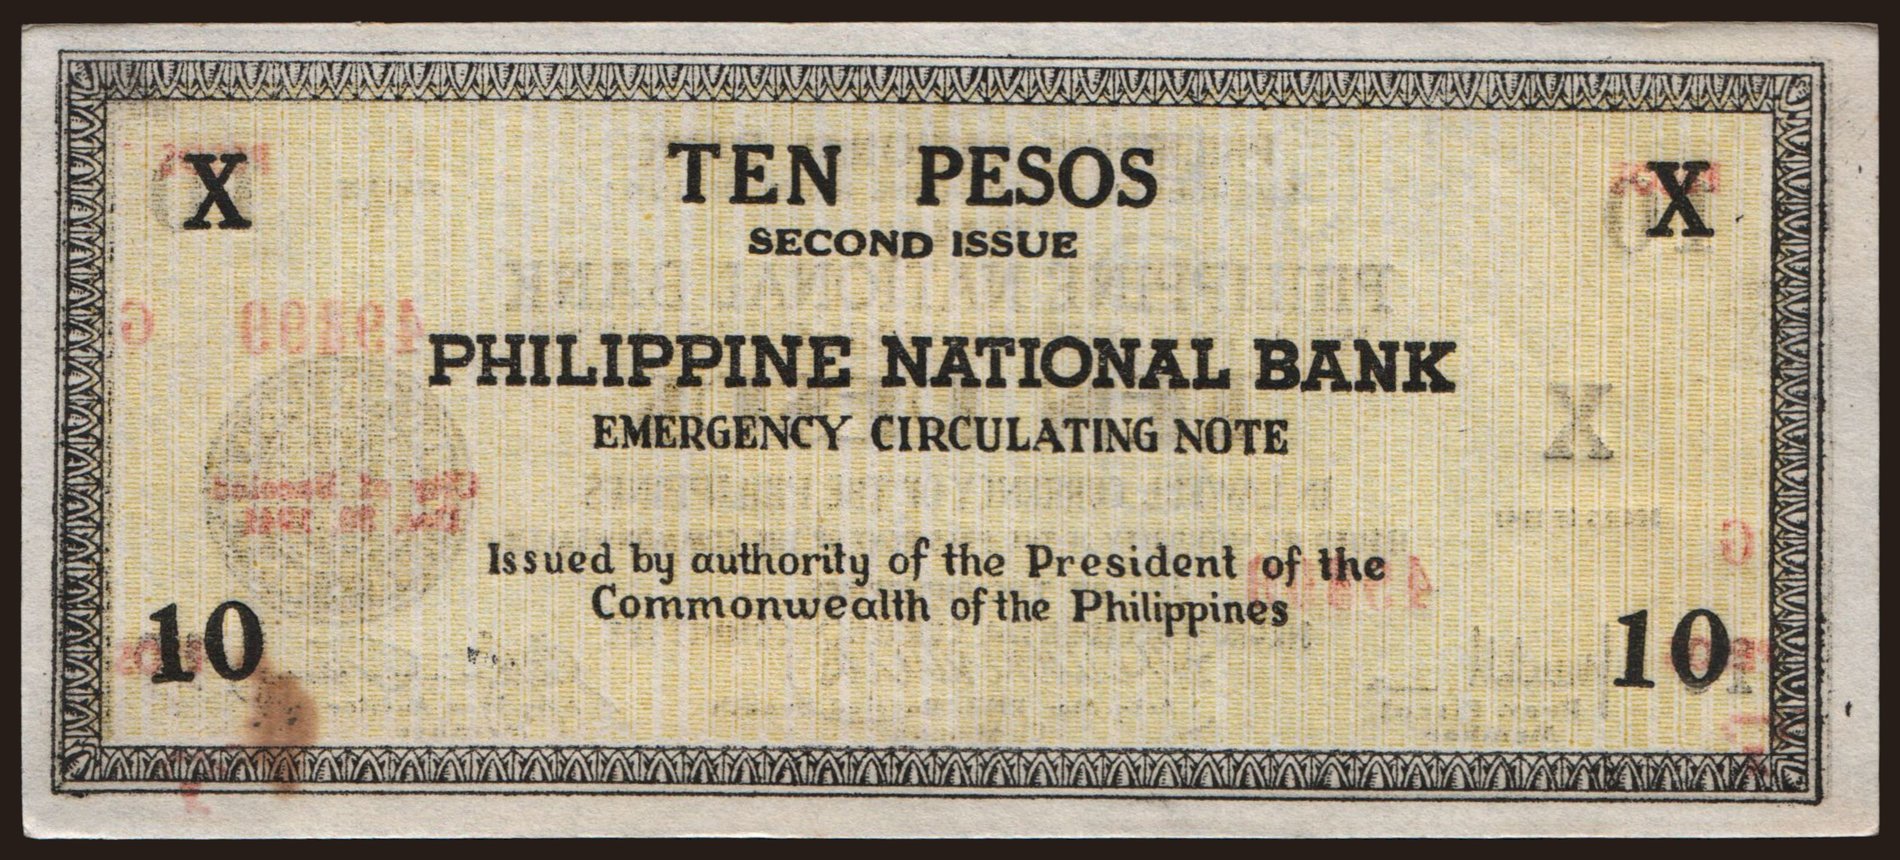 X TEN PESOS X
SECOND ISSUE
PHILIPPINE NATIONAL BANK
EMERGENCY CIRCULATING NOTE
Issued by authority of the President of the
Commonwealth of the Philippines
10 10